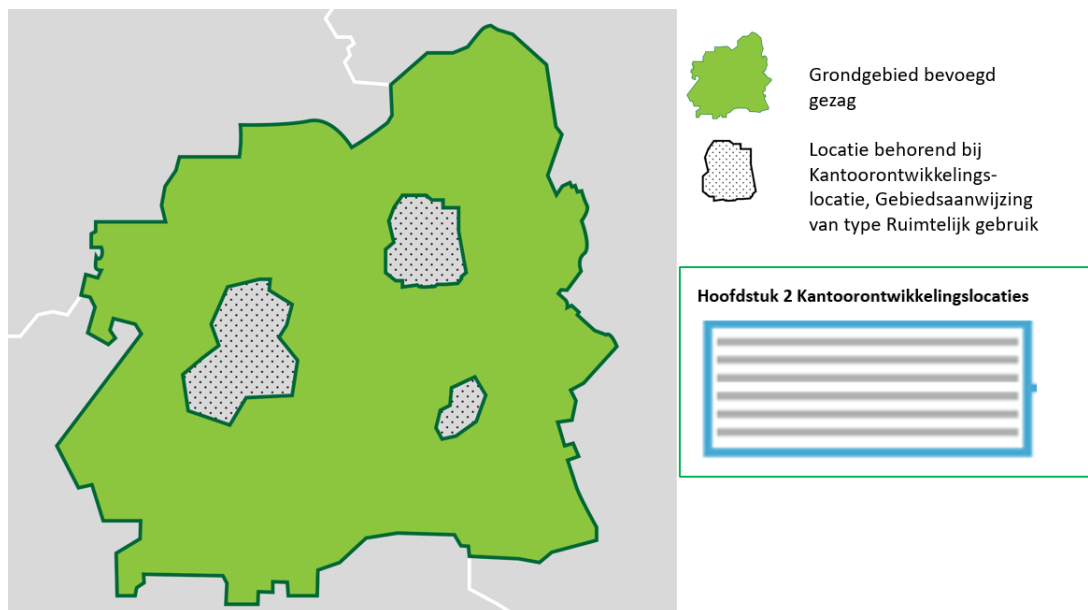 Grondgebied bevoegd
gezag
Locatie behorend bij
Kantoorontwikkelings-
locatie, Gebiedsaanwijzing
van type Ruimtelijk gebruik
Hoofdstuk 2 Kantoorontwikkelingslocaties